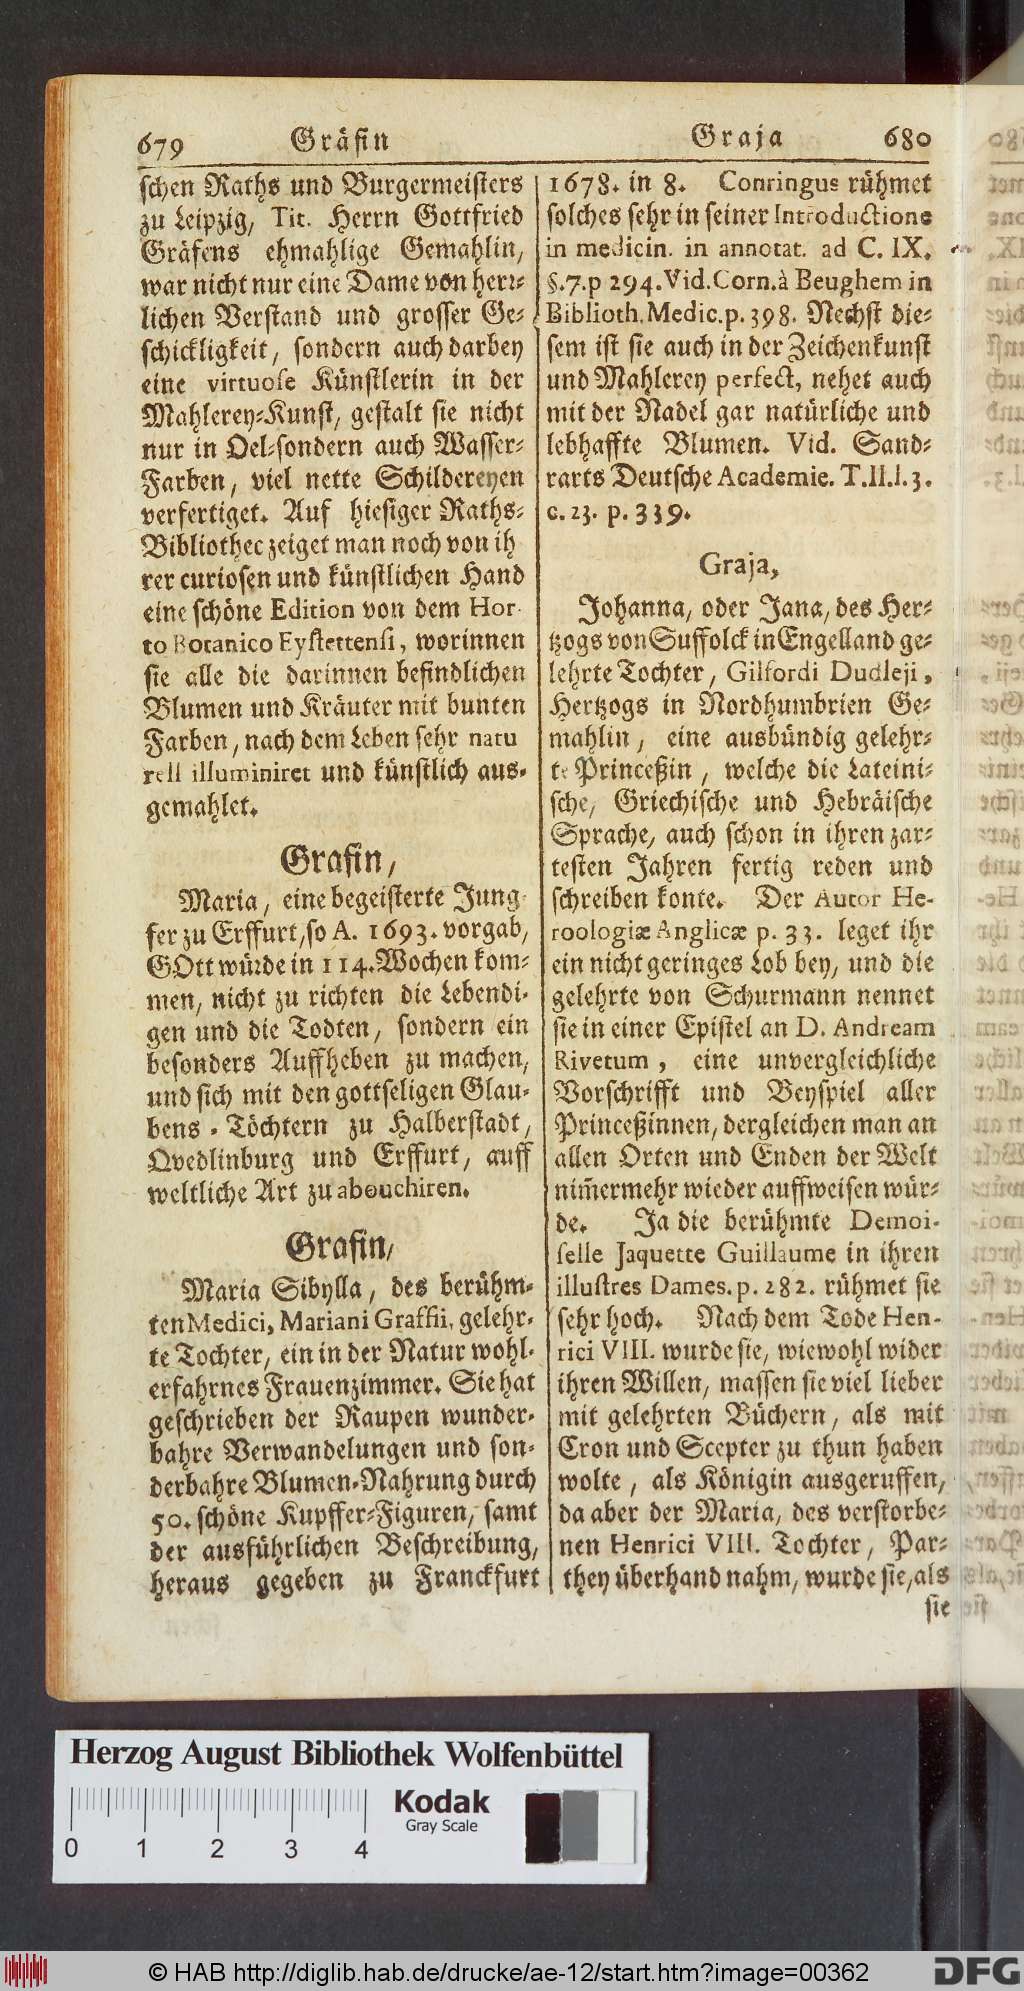 679 Gräfin
Graja 680
schen Raths und Burgermeisters
zu Leipzig, Tit. Herrn Gottfried
Gräfens ehmahlige Gemahlin,
war nicht nur eine Dame von herr-
lichen Verstand und grosser Ge-
schickligkeit, sondern auch darbey
eine virtuose Künstlerin in der
Mahlerey-Kunst, gestalt sie nicht
nur in Oel-sondern auch Wasser-
Farben, viel nette Schildereyen
verfertiget. Auf hiesiger Raths-
Bibliothec zeiget man noch von ih
rer curiosen und künstlichen Hand
eine schöne Edition von dem Hor-
to Botanico Eystettensi, worinnen
sie alle die darinnen befindlichen
Blumen und Kräuter mit bunten
Farben, nach dem Leben sehr natu
rell illuminiret und künstlich aus-
gemahlet.
Grafin,
Maria, eine begeisterte Jung-
fer zu Erffurt, so A. 1693. vorgab,
GOtt würde in 114. Wochen kom-
men, nicht zu richten die Lebendi-
gen und die Todten, sondern ein
besonders Auffheben zu machen,
und sich mit den gottseligen Glau-
bens-Töchtern zu Halberstadt,
Qvedlinburg und Erffurt, auff
weltliche Art zu abouchiren.
Grafin,
Maria Sibylla, des berühm-
ten Medici, Mariani Graffii, gelehr-
te Tochter, ein in der Natur wohl-
erfahrnes Frauenzimmer. Sie hat
geschrieben der Raupen wunder-
bahre Verwandelungen und son-
derbahre Blumen-Nahrung durch
50. schöne Kupffer-Figuren, samt
der ausführlichen Beschreibung,
heraus gegeben zu Franckfurt
1678. in 8. Conringus rühmet
solches sehr in seiner Introductione
in medicin. in annotat. ad C. IX.
§. 7. p 294. Vid. Corn. à Beughem in
Biblioth. Medic. p. 398. Nechst die-
sem ist sie auch in der Zeichenkunst
und Mahlerey perfect, nehet auch
mit der Nadel gar natürliche und
lebhaffte Blumen. Vid. Sand-
rarts Deutsche Academie. T. II. l. 3.
c. 23. p. 339.
Graja,
Johanna, oder Jana, des Her-
tzogs von Suffolck in Engelland ge-
lehrte Tochter, Gilfordi Dudleji,
Hertzogs in Nordhumbrien Ge-
mahlin, eine ausbündig gelehr-
te Princeßin, welche die Lateini-
sche, Griechische und Hebräische
Sprache, auch schon in ihren zar-
testen Jahren fertig reden und
schreiben konte. Der Autor He-
roologiæ Anglicæ p. 33. leget ihr
ein nicht geringes Lob bey, und die
gelehrte von Schurmann nennet
sie in einer Epistel an D. Andream
Rivetum, eine unvergleichliche
Vorschrifft und Beyspiel aller
Princeßinnen, dergleichen man an
allen Orten und Enden der Welt
nim̃ermehr wieder auffweisen wür-
de. Ja die berühmte Demoi-
selle Jaquette Guillaume in ihren
illustres Dames. p. 282. rühmet sie
sehr hoch. Nach dem Tode Hen-
rici VIII. wurde sie, wiewohl wider
ihren Willen, massen sie viel lieber
mit gelehrten Büchern, als mit
Cron und Scepter zu thun haben
wolte, als Königin ausgeruffen,
da aber der Maria, des verstorbe-
nen Henrici VIII. Tochter, Par-
they überhand nahm, wurde sie, als
sie
Herzog August Bibliothek Wolfenbüttel
Kodak
Gray Scale
0 1 2 3 4
© HAB http://diglib.hab.de/drucke/ae-12/start.htm?image=00362
DFG